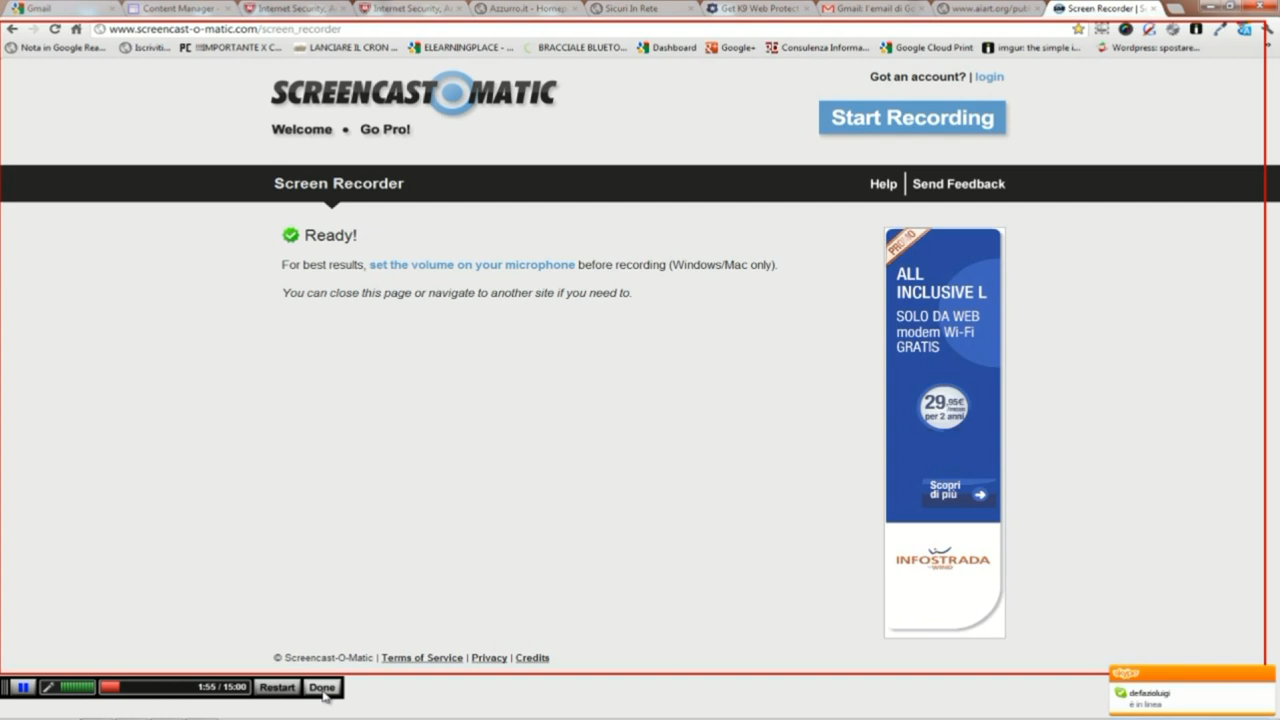 Gmail
Content Manager -
Internet Security, A
Internet Security, A
Azzurro.it - Homep
Sicuri In Rete
Get K9 Web Protect
Gmail: l'email di Go
www.aiart.org/pub
Screen Recorder | S
www.screencast-o-matic.com/screen_recorder
Nota in Google Rea...
Iscriviti...
!!!IMPORTANTE X C...
LANCIARE IL CRON ...
ELEARNINGPLACE - ...
BRACCIALE BLUETO...
Dashboard
Google+
Consulenza Informa...
Google Cloud Print
imgur: the simple i...
Wordpress: spostare...
SCREENCAST O MATIC
Got an account? | login
Start Recording
Welcome • Go Pro!
Screen Recorder
Help | Send Feedback
Ready!
For best results, set the volume on your microphone before recording (Windows/Mac only).
You can close this page or navigate to another site if you need to.
PROMO
ALL
INCLUSIVE L
SOLO DA WEB
modem Wi-Fi
GRATIS
29,95€
/mese
per 2 anni
Scopri
di più
INFOSTRADA
WIND
© Screencast-O-Matic | Terms of Service | Privacy | Credits
1:55 / 15:00
Restart
Done
skype
defazioluigi
è in linea